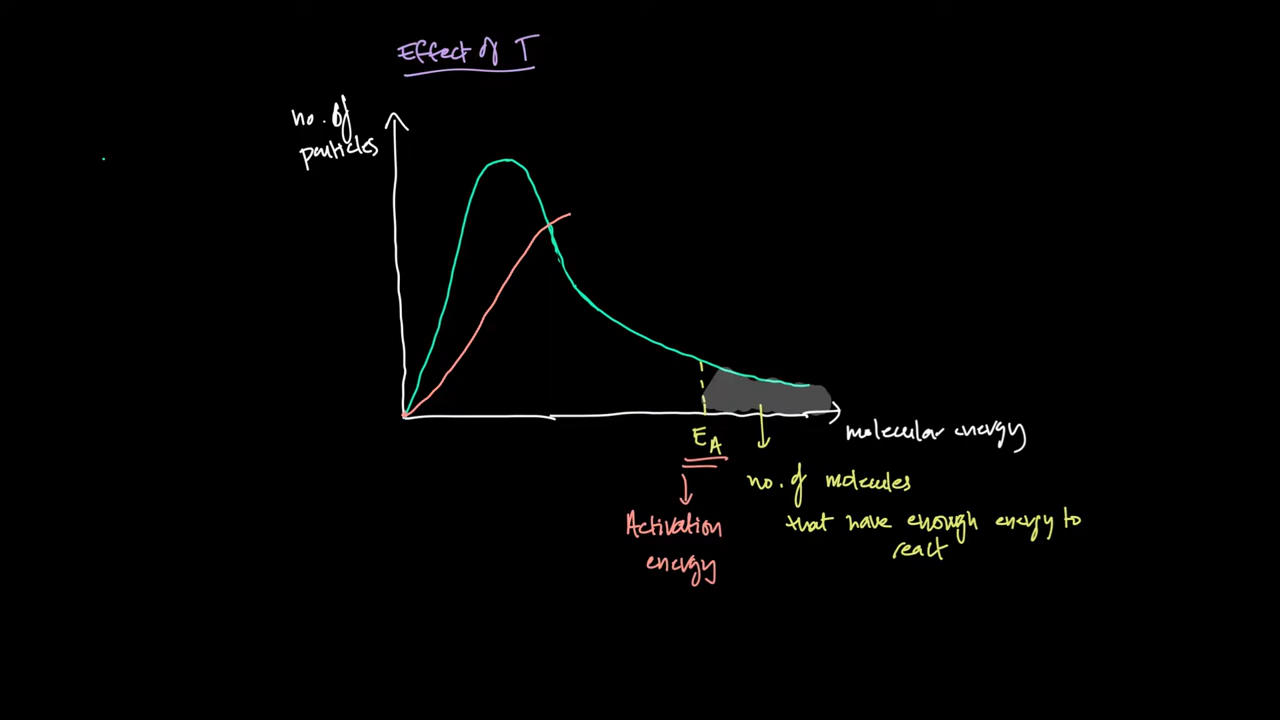 Effect of T
no. of
particles
molecular energy
EA
no. of molecules
that have enough energy to
react
Activation
energy